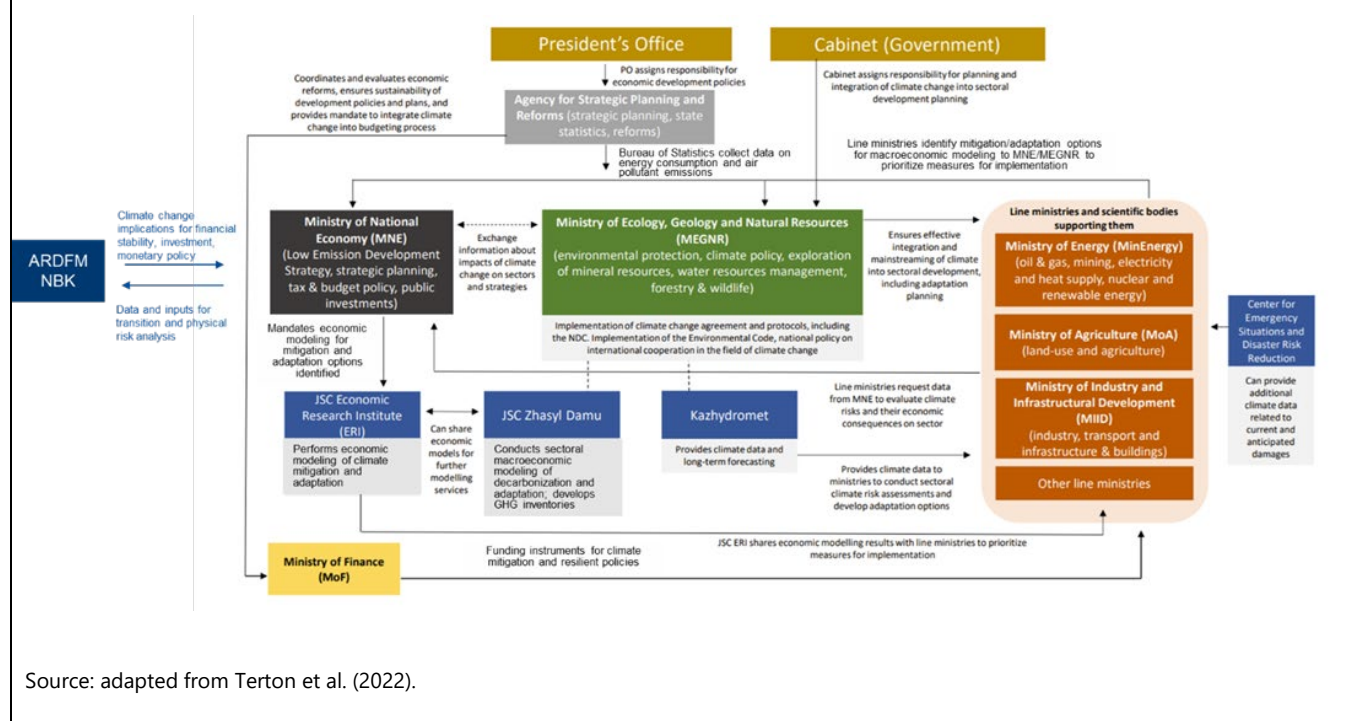 President's Office
Cabinet (Government)
Coordinates and evaluates economic
reforms, ensures sustainability of
development policies and plans, and
provides mandate to integrate climate
change into budgeting process
PO assigns responsibility for
economic development policies
Cabinet assigns responsibility for planning and
integration of climate change into sectoral
development planning
Agency for Strategic Planning and
Reforms (strategic planning, state
statistics, reforms)
Bureau of Statistics collect data on
energy consumption and air
pollutant emissions
Line ministries identify mitigation/adaptation options
for macroeconomic modeling to MNE/MEGNR to
prioritize measures for implementation
ARDFM
NBK
Climate change
implications for financial
stability, investment,
monetary policy
Data and inputs for
transition and physical
risk analysis
Ministry of National
Economy (MNE)
(Low Emission Development
Strategy, strategic planning,
tax & budget policy, public
investments)
Exchange
information about
impacts of climate
change on sectors
and strategies
Ministry of Ecology, Geology and Natural Resources
(MEGNR)
(environmental protection, climate policy, exploration
of mineral resources, water resources management,
forestry & wildlife)
Implementation of climate change agreement and protocols, including
the NDC. Implementation of the Environmental Code, national policy on
international cooperation in the field of climate change
Ensures effective
integration and
mainstreaming of climate
into sectoral development,
including adaptation
planning
Line ministries and scientific bodies
supporting them
Ministry of Energy (MinEnergy)
(oil & gas, mining, electricity
and heat supply, nuclear and
renewable energy)
Ministry of Agriculture (MoA)
(land-use and agriculture)
Ministry of Industry and
Infrastructural Development
(MIID)
(industry, transport and
infrastructure & buildings)
Other line ministries
Center for
Emergency
Situations and
Disaster Risk
Reduction
Can provide
additional
climate data
related to
current and
anticipated
damages
Mandates economic
modeling for
mitigation and
adaptation options
identified
JSC Economic
Research Institute
(ERI)
Performs economic
modeling of climate
mitigation and
adaptation
Can share
economic
models for
further
modelling
services
JSC Zhasyl Damu
Conducts sectoral
macroeconomic
modeling of
decarbonization and
adaptation; develops
GHG inventories
Kazhydromet
Provides climate data and
long-term forecasting
Line ministries request data
from MNE to evaluate climate
risks and their economic
consequences on sector
Provides climate data to
ministries to conduct sectoral
climate risk assessments and
develop adaptation options
JSC ERI shares economic modelling results with line ministries to prioritize
measures for implementation
Ministry of Finance
(MoF)
Funding instruments for climate
mitigation and resilient policies
Source: adapted from Terton et al. (2022).